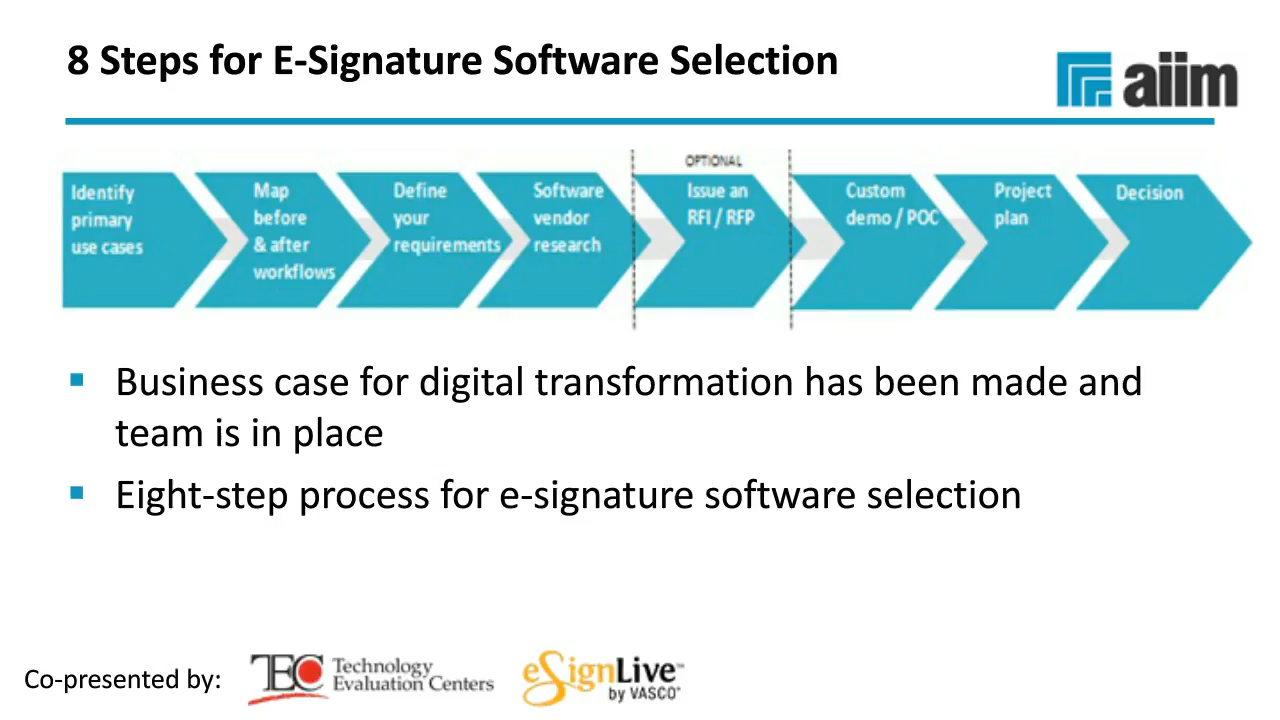 8 Steps for E-Signature Software Selection
aiim
OPTIONAL
Identify
primary
use cases
Map
before
& after
workflows
Define
your
requirements
Software
vendor
research
Issue an
RFI / RFP
Custom
demo / POC
Project
plan
Decision
Business case for digital transformation has been made and
team is in place
Eight-step process for e-signature software selection
Co-presented by:
TEC
Technology
Evaluation Centers
eSignLive™
by VASCO®